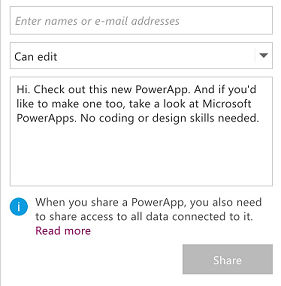 Enter names or e-mail addresses
Can edit
Hi. Check out this new PowerApp. And if you'd
like to make one too, take a look at Microsoft
PowerApps. No coding or design skills needed.
When you share a PowerApp, you also need
to share access to all data connected to it.
Read more
Share